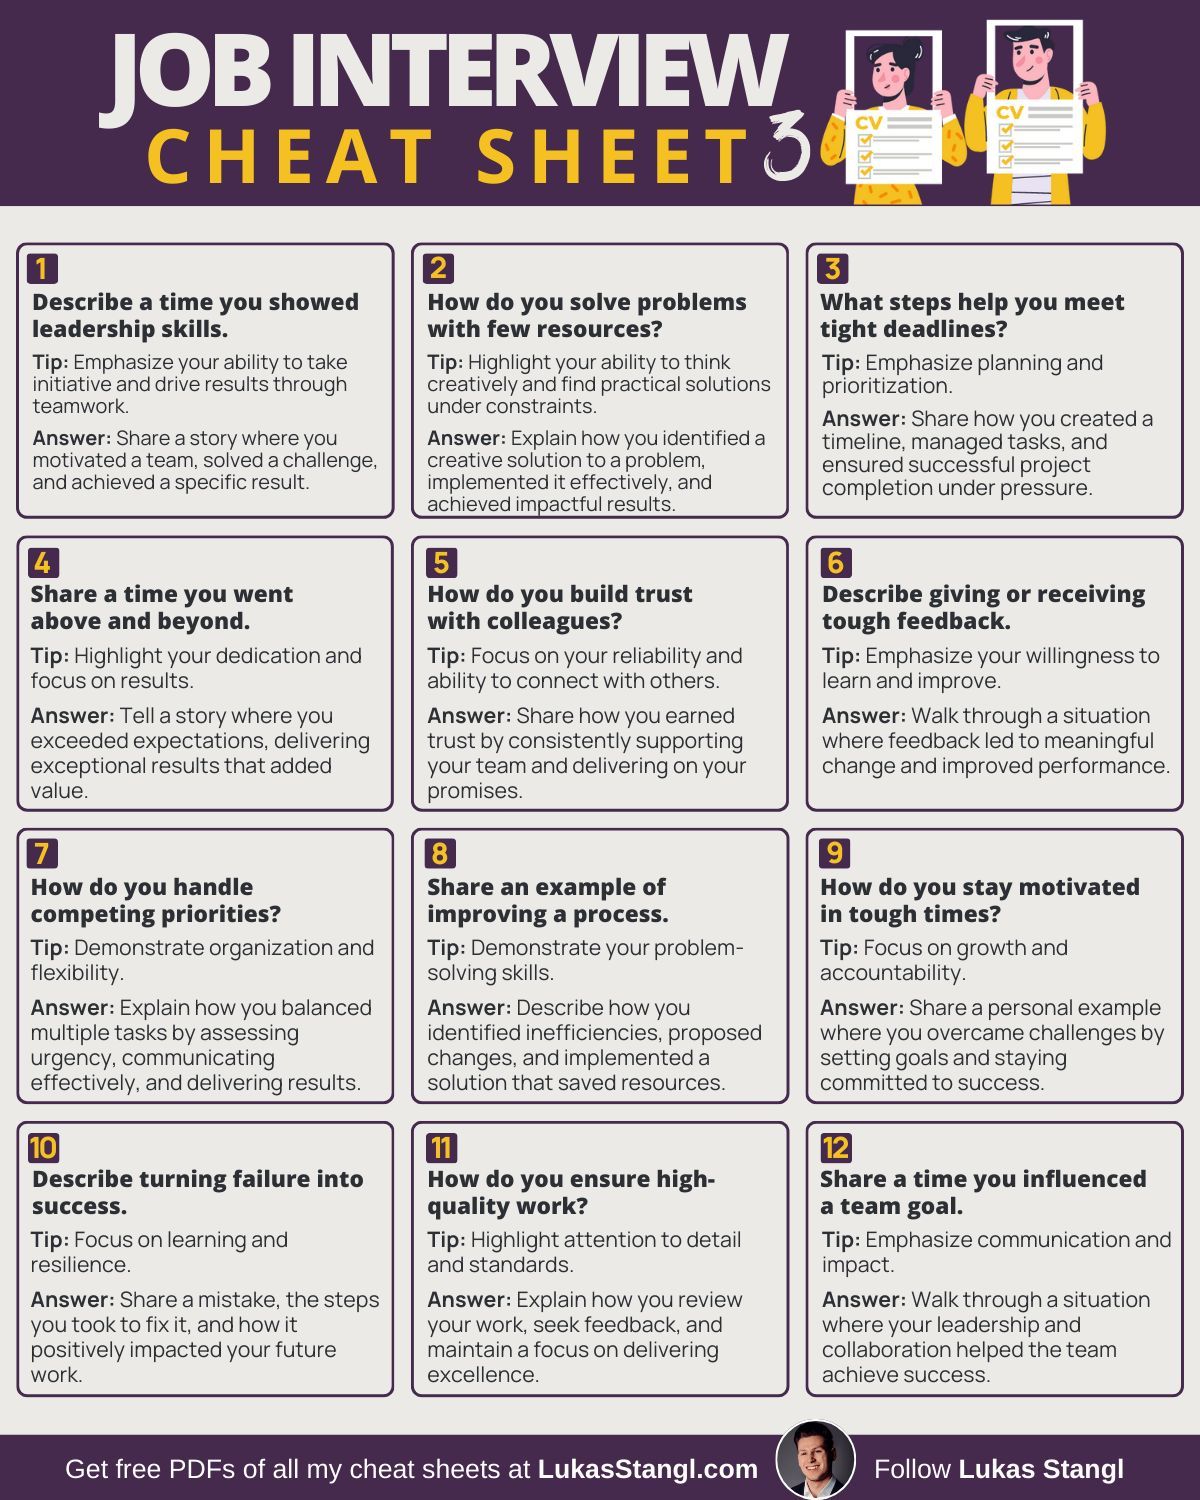 JOB INTERVIEW
CHEAT SHEET 3
CV
CV
1
Describe a time you showed
leadership skills.
Tip: Emphasize your ability to take
initiative and drive results through
teamwork.
Answer: Share a story where you
motivated a team, solved a challenge,
and achieved a specific result.
2
How do you solve problems
with few resources?
Tip: Highlight your ability to think
creatively and find practical solutions
under constraints.
Answer: Explain how you identified a
creative solution to a problem,
implemented it effectively, and
achieved impactful results.
3
What steps help you meet
tight deadlines?
Tip: Emphasize planning and
prioritization.
Answer: Share how you created a
timeline, managed tasks, and
ensured successful project
completion under pressure.
4
Share a time you went
above and beyond.
Tip: Highlight your dedication and
focus on results.
Answer: Tell a story where you
exceeded expectations, delivering
exceptional results that added
value.
5
How do you build trust
with colleagues?
Tip: Focus on your reliability and
ability to connect with others.
Answer: Share how you earned
trust by consistently supporting
your team and delivering on your
promises.
6
Describe giving or receiving
tough feedback.
Tip: Emphasize your willingness to
learn and improve.
Answer: Walk through a situation
where feedback led to meaningful
change and improved performance.
7
How do you handle
competing priorities?
Tip: Demonstrate organization and
flexibility.
Answer: Explain how you balanced
multiple tasks by assessing
urgency, communicating
effectively, and delivering results.
8
Share an example of
improving a process.
Tip: Demonstrate your problem-
solving skills.
Answer: Describe how you
identified inefficiencies, proposed
changes, and implemented a
solution that saved resources.
9
How do you stay motivated
in tough times?
Tip: Focus on growth and
accountability.
Answer: Share a personal example
where you overcame challenges by
setting goals and staying
committed to success.
10
Describe turning failure into
success.
Tip: Focus on learning and
resilience.
Answer: Share a mistake, the steps
you took to fix it, and how it
positively impacted your future
work.
11
How do you ensure high-
quality work?
Tip: Highlight attention to detail
and standards.
Answer: Explain how you review
your work, seek feedback, and
maintain a focus on delivering
excellence.
12
Share a time you influenced
a team goal.
Tip: Emphasize communication and
impact.
Answer: Walk through a situation
where your leadership and
collaboration helped the team
achieve success.
Get free PDFs of all my cheat sheets at LukasStangl.com
Follow Lukas Stangl